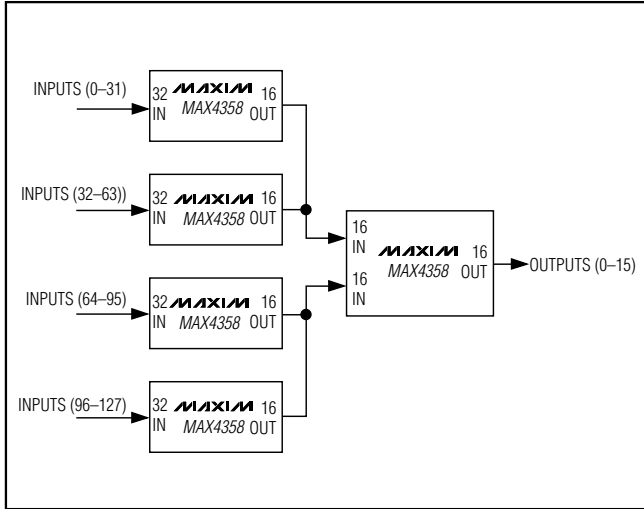 INPUTS (0–31)
32 MAXIM 16
IN MAX4358 OUT
INPUTS (32–63))
32 MAXIM 16
IN MAX4358 OUT
16
IN
MAXIM 16
MAX4358 OUT
16
IN
OUTPUTS (0–15)
INPUTS (64–95)
32 MAXIM 16
IN MAX4358 OUT
INPUTS (96–127)
32 MAXIM 16
IN MAX4358 OUT